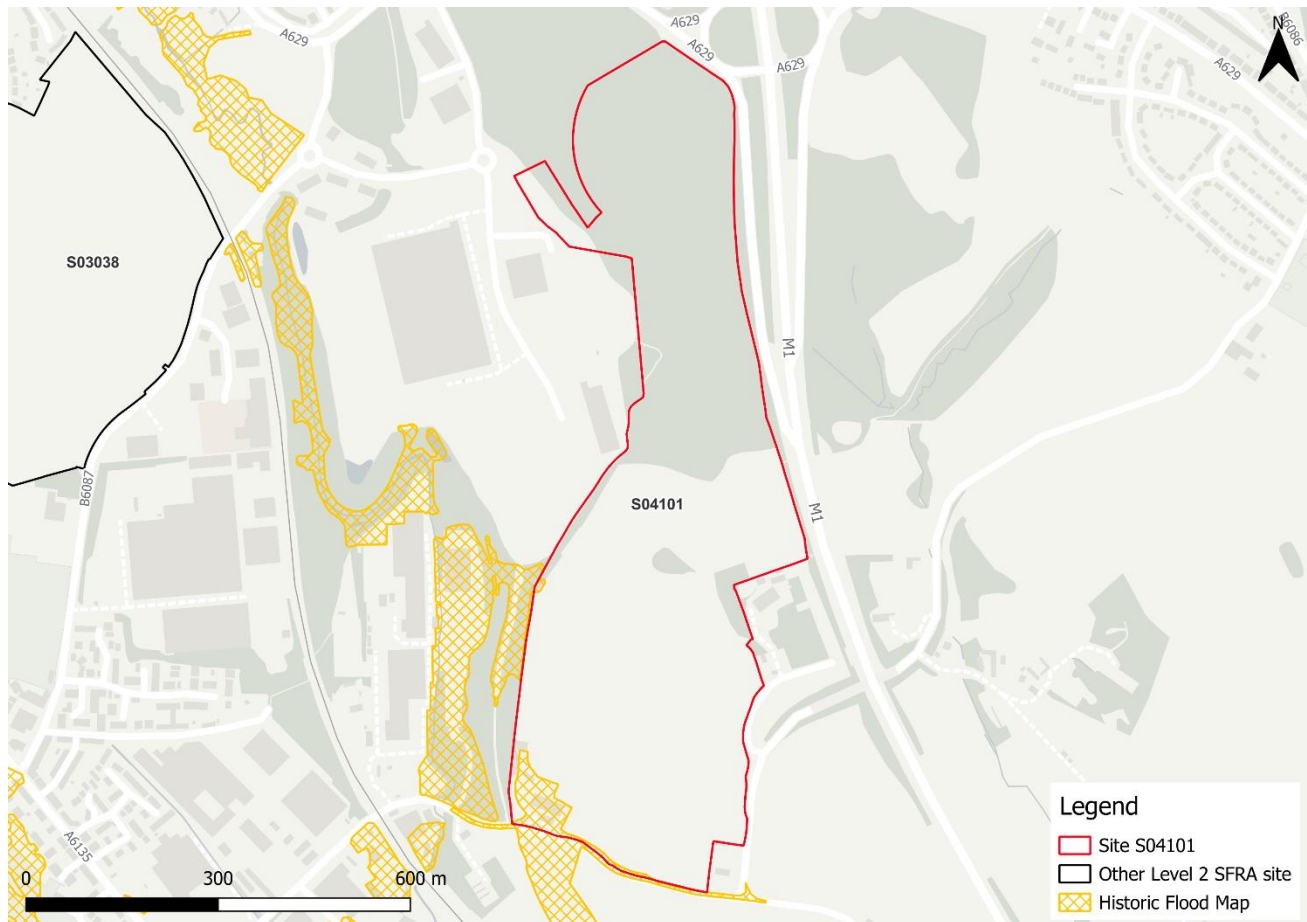 A629
A629
A629
A629
N
B6086
A629
S03038
M1
B6087
S04101
M1
A6135
0 300 600 m
Legend
Site S04101
Other Level 2 SFRA site
Historic Flood Map